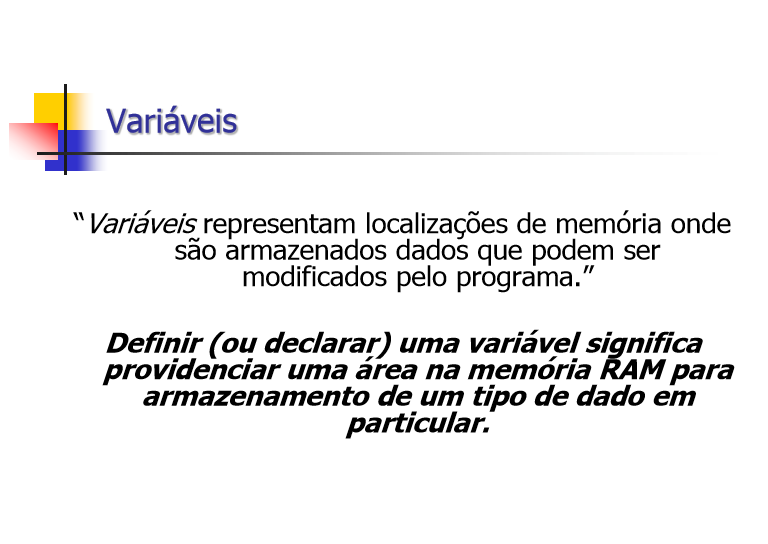 Variáveis
“Variáveis representam localizações de memória onde
são armazenados dados que podem ser
modificados pelo programa.”
Definir (ou declarar) uma variável significa
providenciar uma área na memória RAM para
armazenamento de um tipo de dado em
particular.